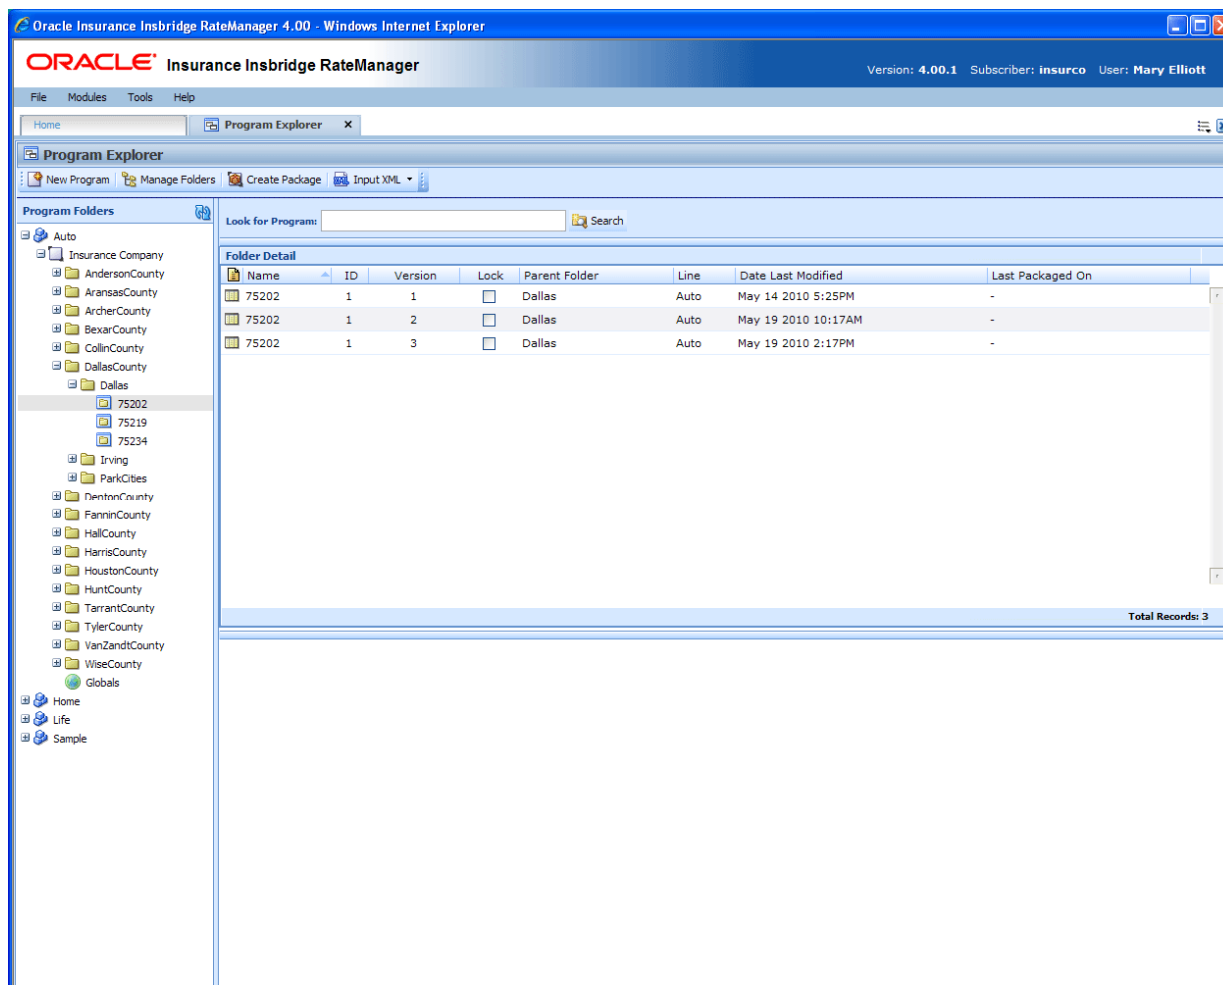 Oracle Insurance Insbridge RateManager 4.00 - Windows Internet Explorer
ORACLE Insurance Insbridge RateManager
Version: 4.00.1 Subscriber: insurco User: Mary Elliott
File Modules Tools Help
Home Program Explorer x
Program Explorer
New Program Manage Folders Create Package Input XML
Program Folders
Auto
Insurance Company
AndersonCounty
AransasCounty
ArcherCounty
BexarCounty
CollinCounty
DallasCounty
Dallas
75202
75219
75234
Irving
ParkCities
DentonCounty
FanninCounty
HallCounty
HarrisCounty
HoustonCounty
HuntCounty
TarrantCounty
TylerCounty
VanZandtCounty
WiseCounty
Globals
Home
Life
Sample
Look for Program: Search
Folder Detail
Name ID Version Lock Parent Folder Line Date Last Modified Last Packaged On
75202 1 1 Dallas Auto May 14 2010 5:25PM -
75202 1 2 Dallas Auto May 19 2010 10:17AM -
75202 1 3 Dallas Auto May 19 2010 2:17PM -
Total Records: 3